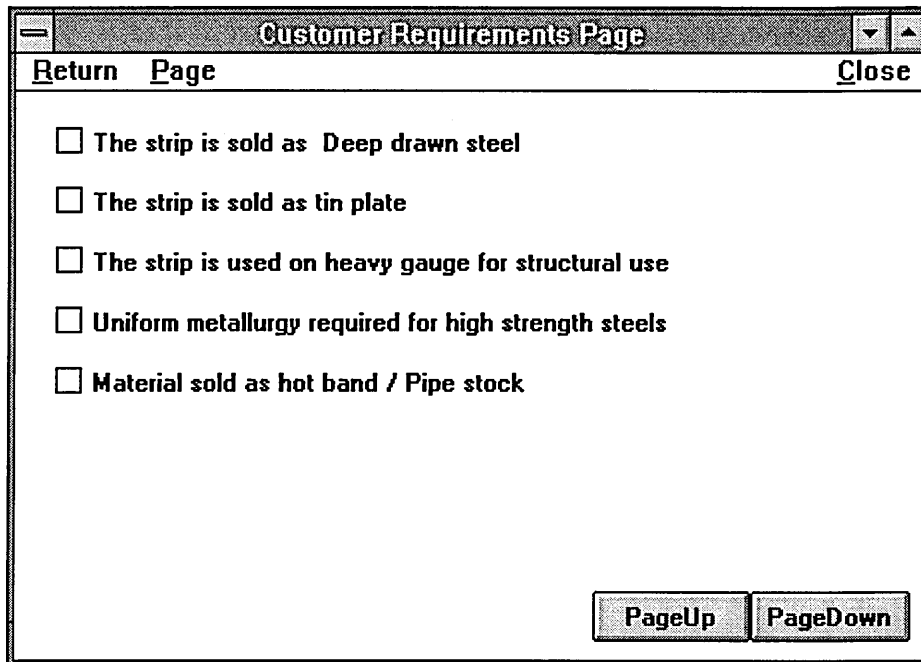 Customer Requirements Page
Return Page Close
The strip is sold as Deep drawn steel
The strip is sold as tin plate
The strip is used on heavy gauge for structural use
Uniform metallurgy required for high strength steels
Material sold as hot band / Pipe stock
PageUp PageDown